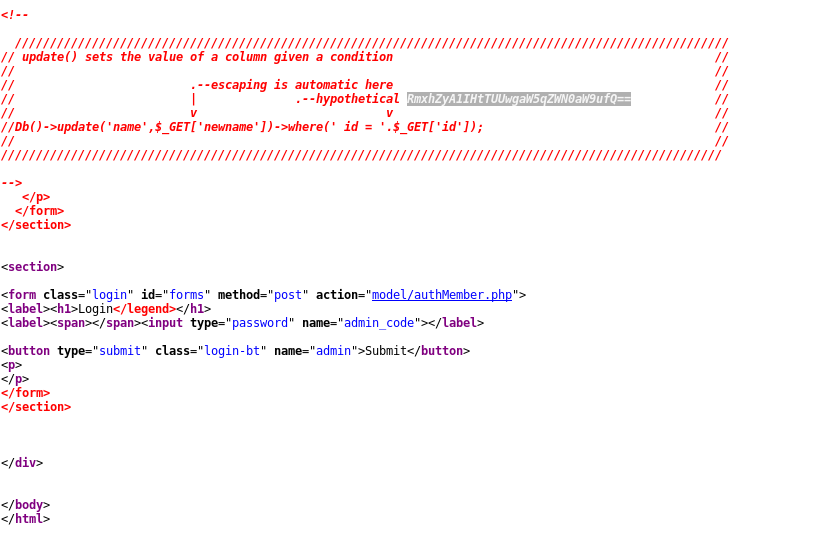 <!--
//////////////////////////////////////////////////////////////////////////////////////////////////////
// update() sets the value of a column given a condition //
// //
// .--escaping is automatic here //
// | .--hypothetical RmxhZyA1IHtTUUwgaW5qZWN0aW9ufQ== //
// v v //
//Db()->update('name',$_GET['newname'])->where(' id = '.$_GET['id']); //
// //
///////////////////////////////////////////////////////////////////////////////////////////////////////
-->
</p>
</form>
</section>
<section>
<form class="login" id="forms" method="post" action="model/authMember.php">
<label><h1>Login</legend></h1>
<label><span></span><input type="password" name="admin_code"></label>
<button type="submit" class="login-bt" name="admin">Submit</button>
<p>
</p>
</form>
</section>
</div>
</body>
</html>